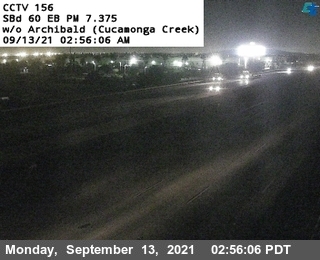 CCTV 156
SBd 60 EB PM 7.375
w/o Archibald (Cucamonga Creek)
09/13/21 02:56:06 AM
Monday, September 13, 2021 02:56:06 PDT